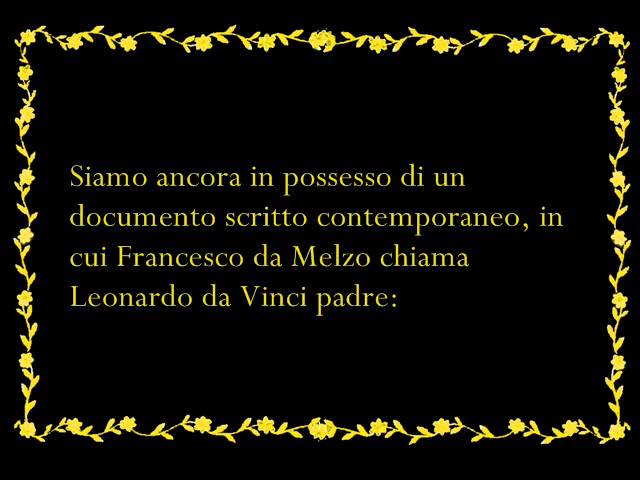 Siamo ancora in possesso di un
documento scritto contemporaneo, in
cui Francesco da Melzo chiama
Leonardo da Vinci padre: